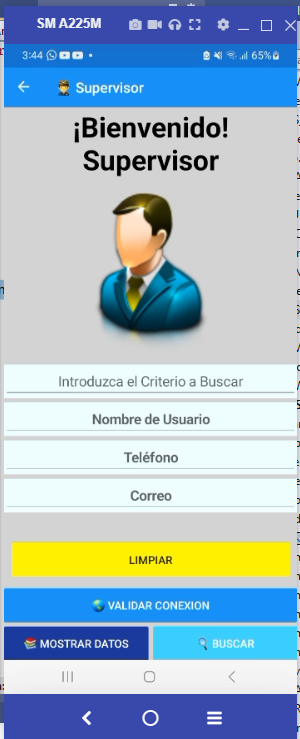 SM A225M
3:44
65%
Supervisor
¡Bienvenido!
Supervisor
Introduzca el Criterio a Buscar
Nombre de Usuario
Teléfono
Correo
LIMPIAR
VALIDAR CONEXION
MOSTRAR DATOS
BUSCAR